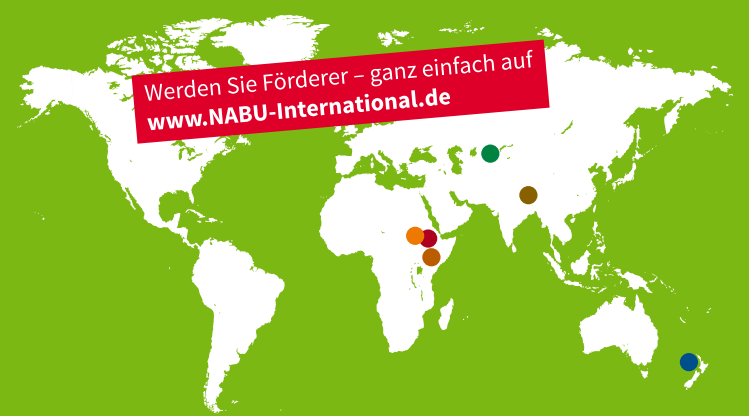 Werden Sie Förderer – ganz einfach auf
www.NABU-International.de